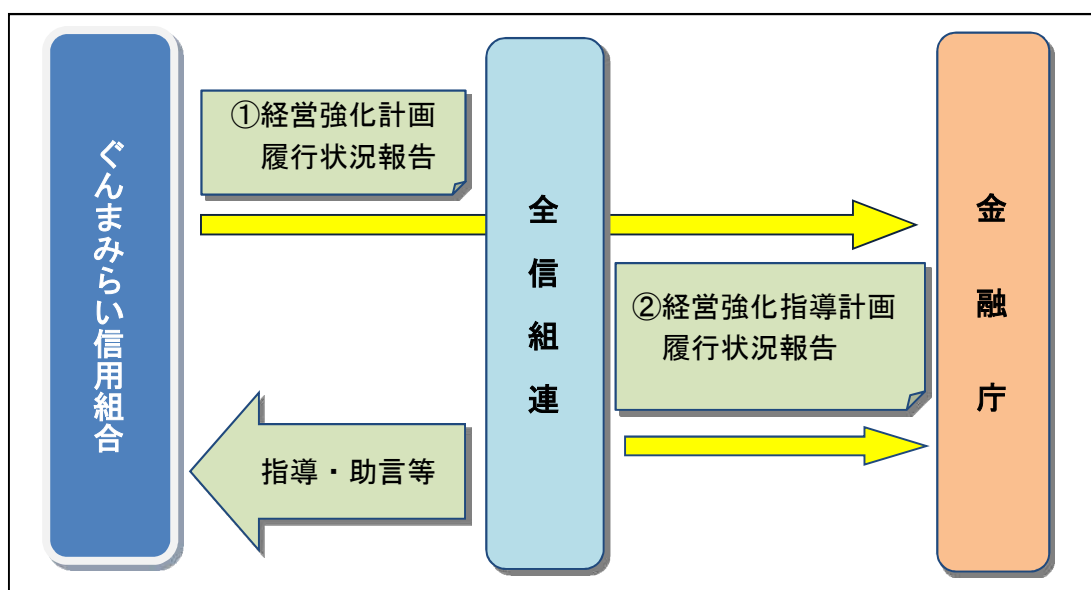 ぐんまみらい信用組合
①経営強化計画
履行状況報告
指導・助言等
全信組連
②経営強化指導計画
履行状況報告
金融庁